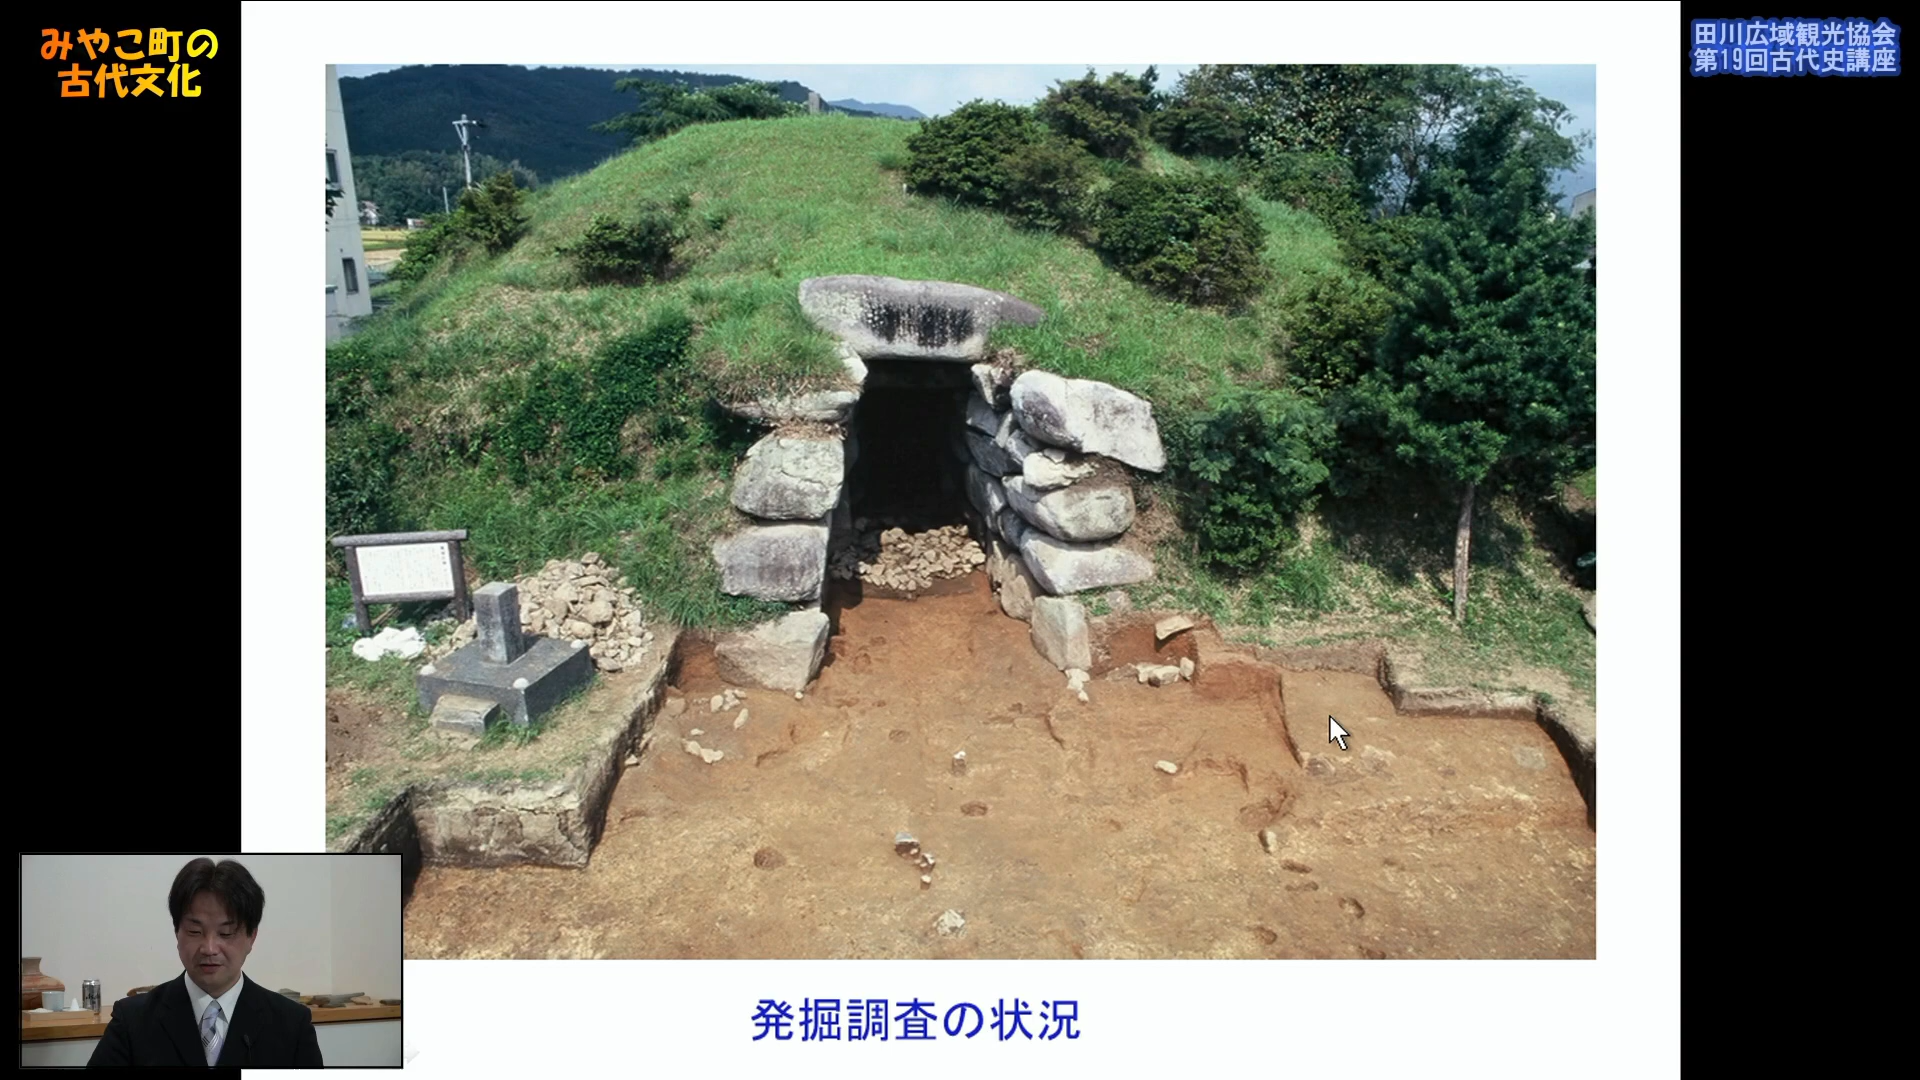 みやこ町の
古代文化
田川広域観光協会
第19回古代史講座
発掘調査の状況